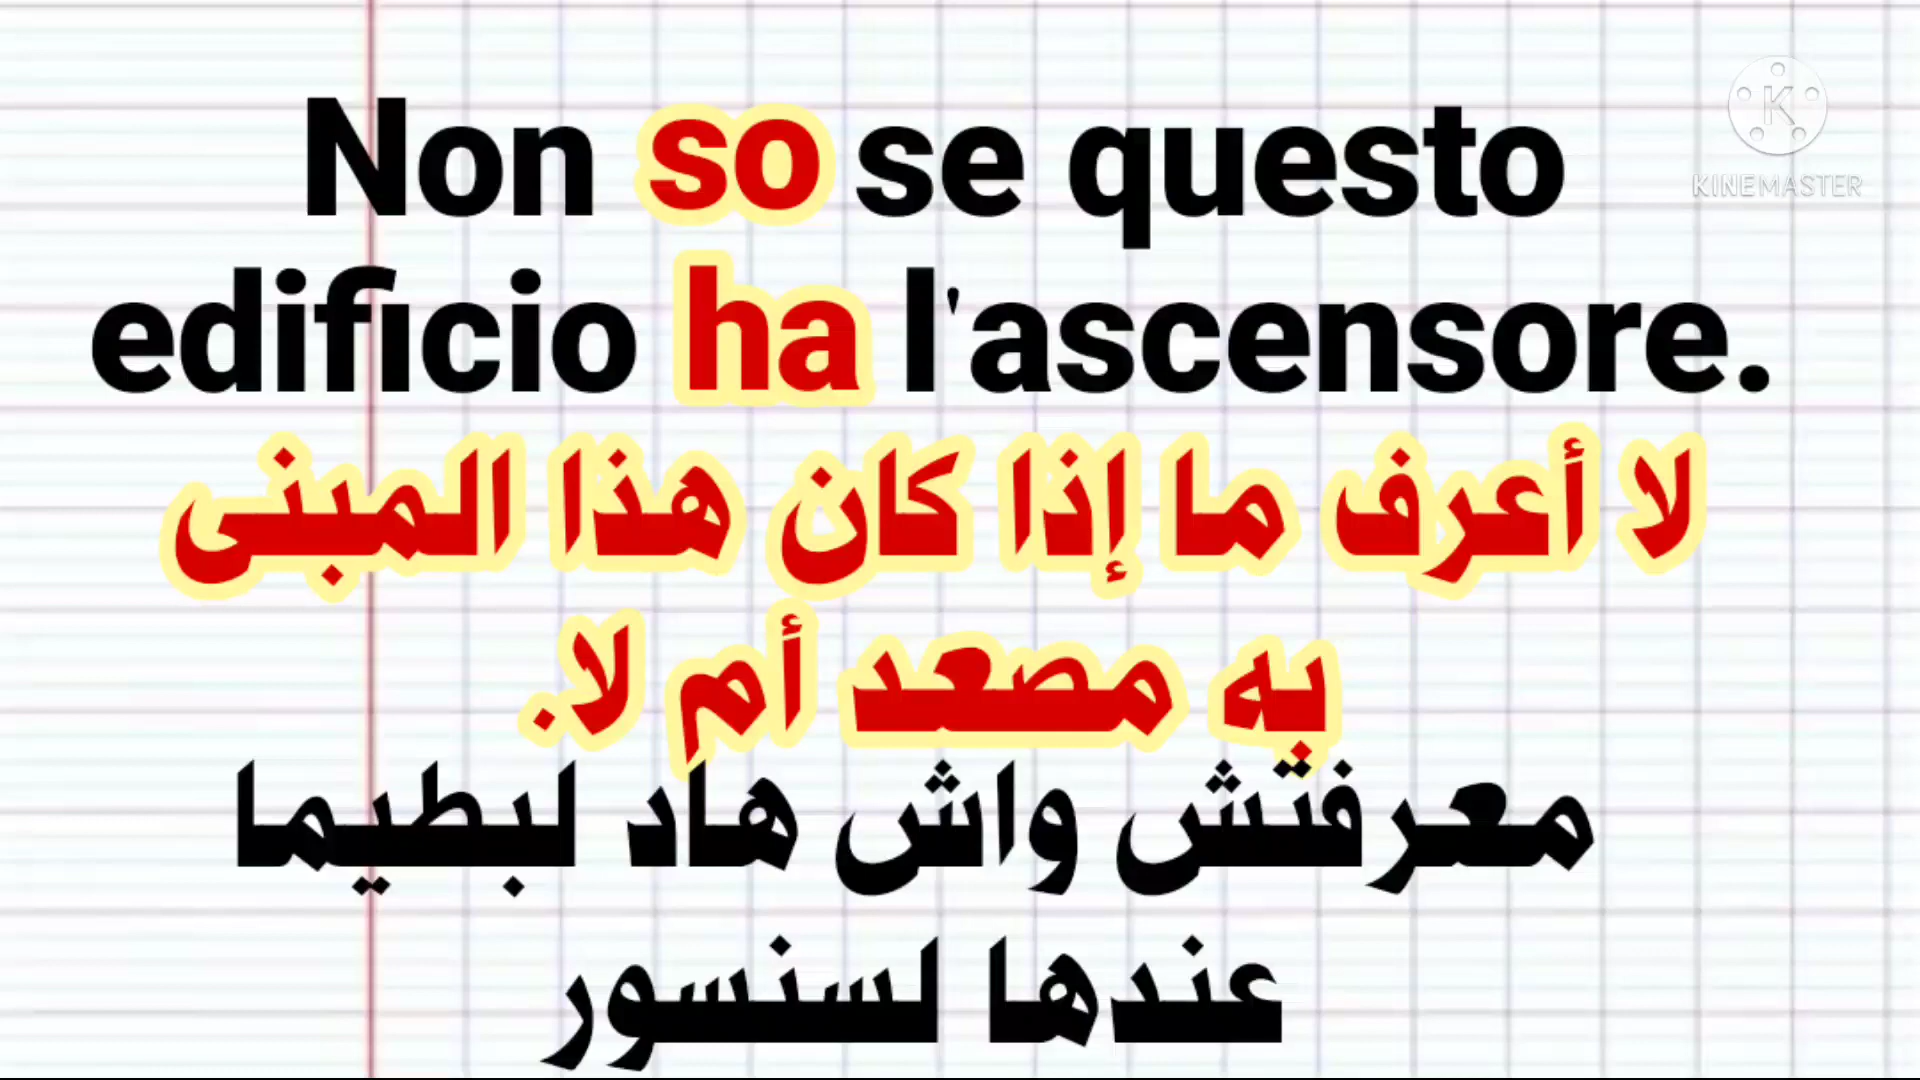 Non so se questo
KINEMASTER
edificio ha l'ascensore.
لا أعرف ما إذا كان هذا المبنى
به مصعد أم لا.
معرفتش واش هاد لبطيما
عندها لسنسور